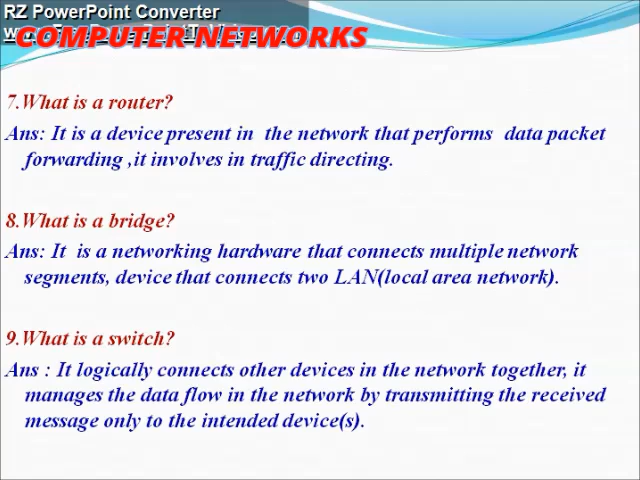 RZ PowerPoint Converter
COMPUTER NETWORKS
7.What is a router?
Ans: It is a device present in the network that performs data packet
forwarding ,it involves in traffic directing.
8.What is a bridge?
Ans: It is a networking hardware that connects multiple network
segments, device that connects two LAN(local area network).
9.What is a switch?
Ans : It logically connects other devices in the network together, it
manages the data flow in the network by transmitting the received
message only to the intended device(s).